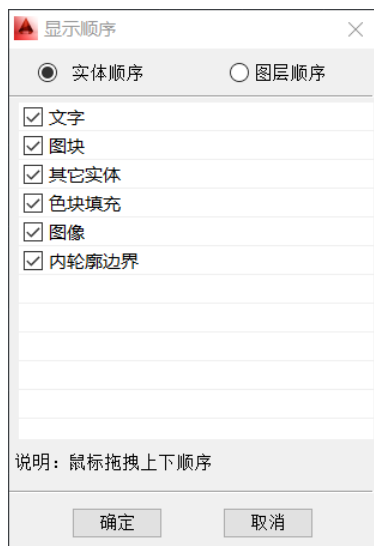 显示顺序
实体顺序 图层顺序
文字
图块
其它实体
色块填充
图像
内轮廓边界
说明：鼠标拖拽上下顺序
确定 取消